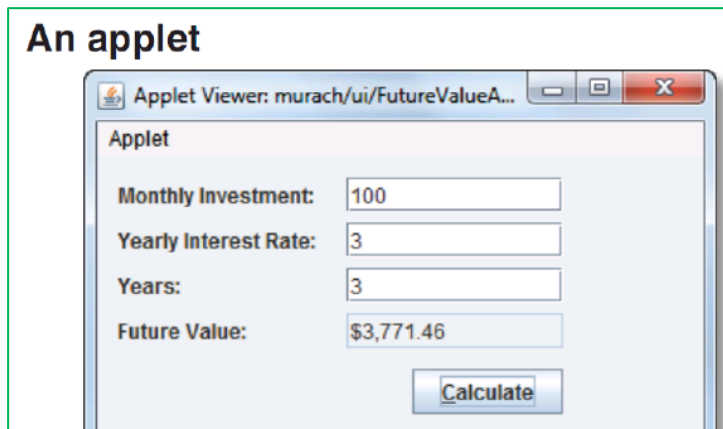 An applet
Applet Viewer: murach/ui/FutureValueA...
Applet
Monthly Investment: 100
Yearly Interest Rate: 3
Years: 3
Future Value: $3,771.46
Calculate